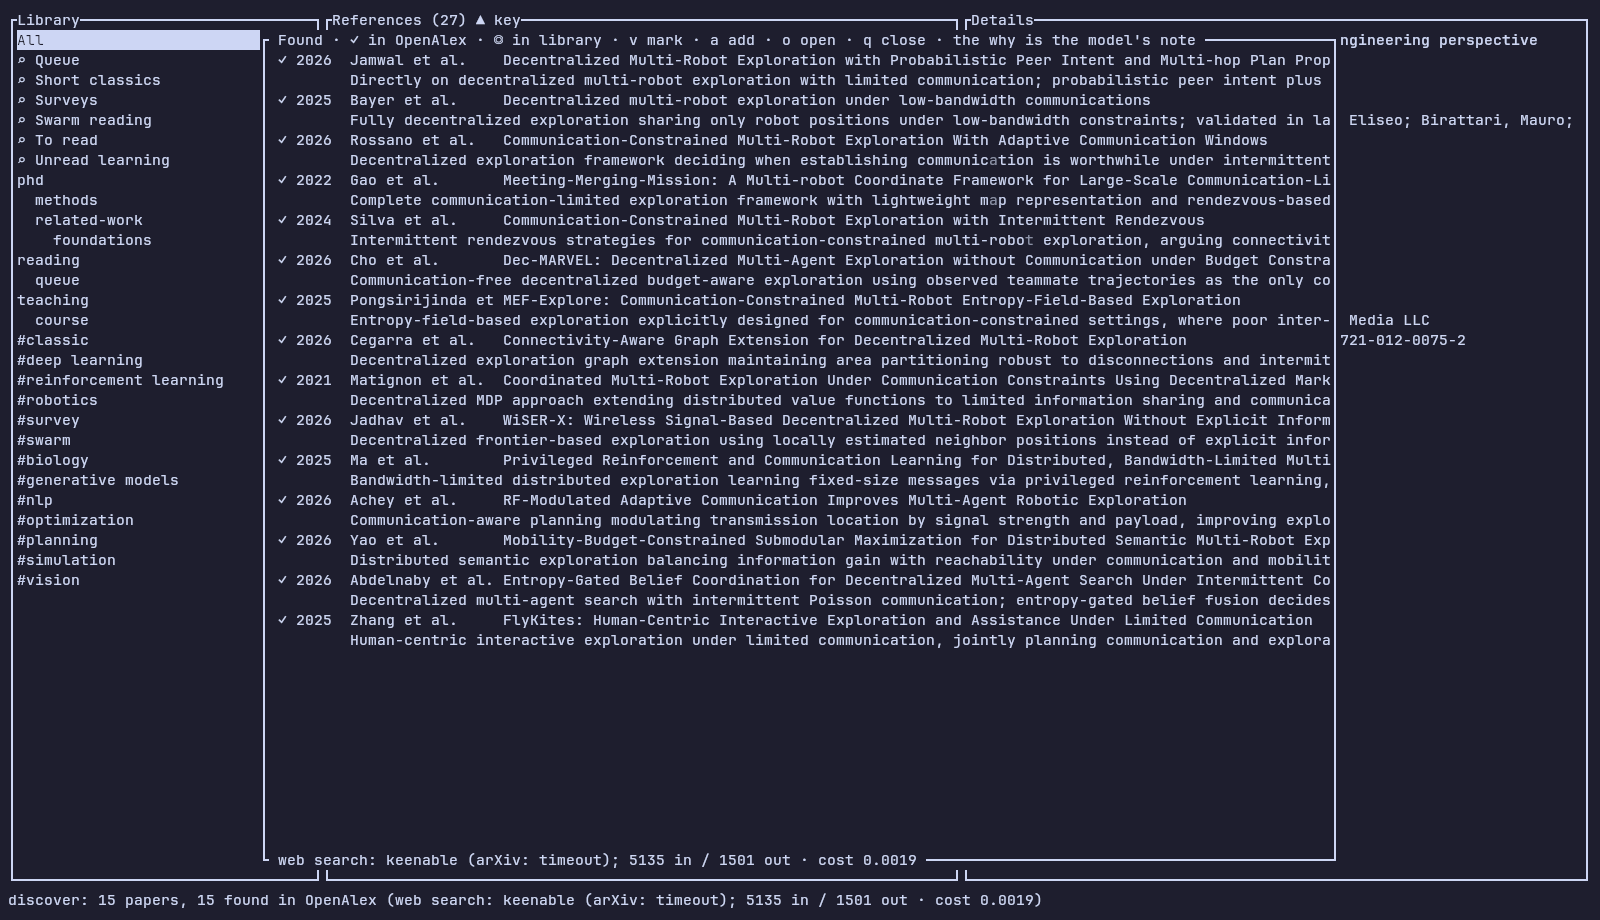 Library
References (27) ▲ key
Details
All
⌕ Queue
⌕ Short classics
⌕ Surveys
⌕ Swarm reading
⌕ To read
⌕ Unread learning
phd
methods
related-work
foundations
reading
queue
teaching
course
#classic
#deep learning
#reinforcement learning
#robotics
#survey
#swarm
#biology
#generative models
#nlp
#optimization
#planning
#simulation
#vision
Found · ✓ in OpenAlex · ◎ in library · v mark · a add · o open · q close · the why is the model's note
✓ 2026 Jamwal et al. Decentralized Multi-Robot Exploration with Probabilistic Peer Intent and Multi-hop Plan Prop
Directly on decentralized multi-robot exploration with limited communication; probabilistic peer intent plus
✓ 2025 Bayer et al. Decentralized multi-robot exploration under low-bandwidth communications
Fully decentralized exploration sharing only robot positions under low-bandwidth constraints; validated in la
✓ 2026 Rossano et al. Communication-Constrained Multi-Robot Exploration With Adaptive Communication Windows
Decentralized exploration framework deciding when establishing communication is worthwhile under intermittent
✓ 2022 Gao et al. Meeting-Merging-Mission: A Multi-robot Coordinate Framework for Large-Scale Communication-Li
Complete communication-limited exploration framework with lightweight map representation and rendezvous-based
✓ 2024 Silva et al. Communication-Constrained Multi-Robot Exploration with Intermittent Rendezvous
Intermittent rendezvous strategies for communication-constrained multi-robot exploration, arguing connectivit
✓ 2026 Cho et al. Dec-MARVEL: Decentralized Multi-Agent Exploration without Communication under Budget Constra
Communication-free decentralized budget-aware exploration using observed teammate trajectories as the only co
✓ 2025 Pongsirijinda et MEF-Explore: Communication-Constrained Multi-Robot Entropy-Field-Based Exploration
Entropy-field-based exploration explicitly designed for communication-constrained settings, where poor inter-
✓ 2026 Cegarra et al. Connectivity-Aware Graph Extension for Decentralized Multi-Robot Exploration
Decentralized exploration graph extension maintaining area partitioning robust to disconnections and intermit
✓ 2021 Matignon et al. Coordinated Multi-Robot Exploration Under Communication Constraints Using Decentralized Mark
Decentralized MDP approach extending distributed value functions to limited information sharing and communica
✓ 2026 Jadhav et al. WiSER-X: Wireless Signal-Based Decentralized Multi-Robot Exploration Without Explicit Inform
Decentralized frontier-based exploration using locally estimated neighbor positions instead of explicit infor
✓ 2025 Ma et al. Privileged Reinforcement and Communication Learning for Distributed, Bandwidth-Limited Multi
Bandwidth-limited distributed exploration learning fixed-size messages via privileged reinforcement learning,
✓ 2026 Achey et al. RF-Modulated Adaptive Communication Improves Multi-Agent Robotic Exploration
Communication-aware planning modulating transmission location by signal strength and payload, improving explo
✓ 2026 Yao et al. Mobility-Budget-Constrained Submodular Maximization for Distributed Semantic Multi-Robot Exp
Distributed semantic exploration balancing information gain with reachability under communication and mobilit
✓ 2026 Abdelnaby et al. Entropy-Gated Belief Coordination for Decentralized Multi-Agent Search Under Intermittent Co
Decentralized multi-agent search with intermittent Poisson communication; entropy-gated belief fusion decides
✓ 2025 Zhang et al. FlyKites: Human-Centric Interactive Exploration and Assistance Under Limited Communication
Human-centric interactive exploration under limited communication, jointly planning communication and explora
web search: keenable (arXiv: timeout); 5135 in / 1501 out · cost 0.0019
ngineering perspective
Eliseo; Birattari, Mauro;
Media LLC
721-012-0075-2
discover: 15 papers, 15 found in OpenAlex (web search: keenable (arXiv: timeout); 5135 in / 1501 out · cost 0.0019)